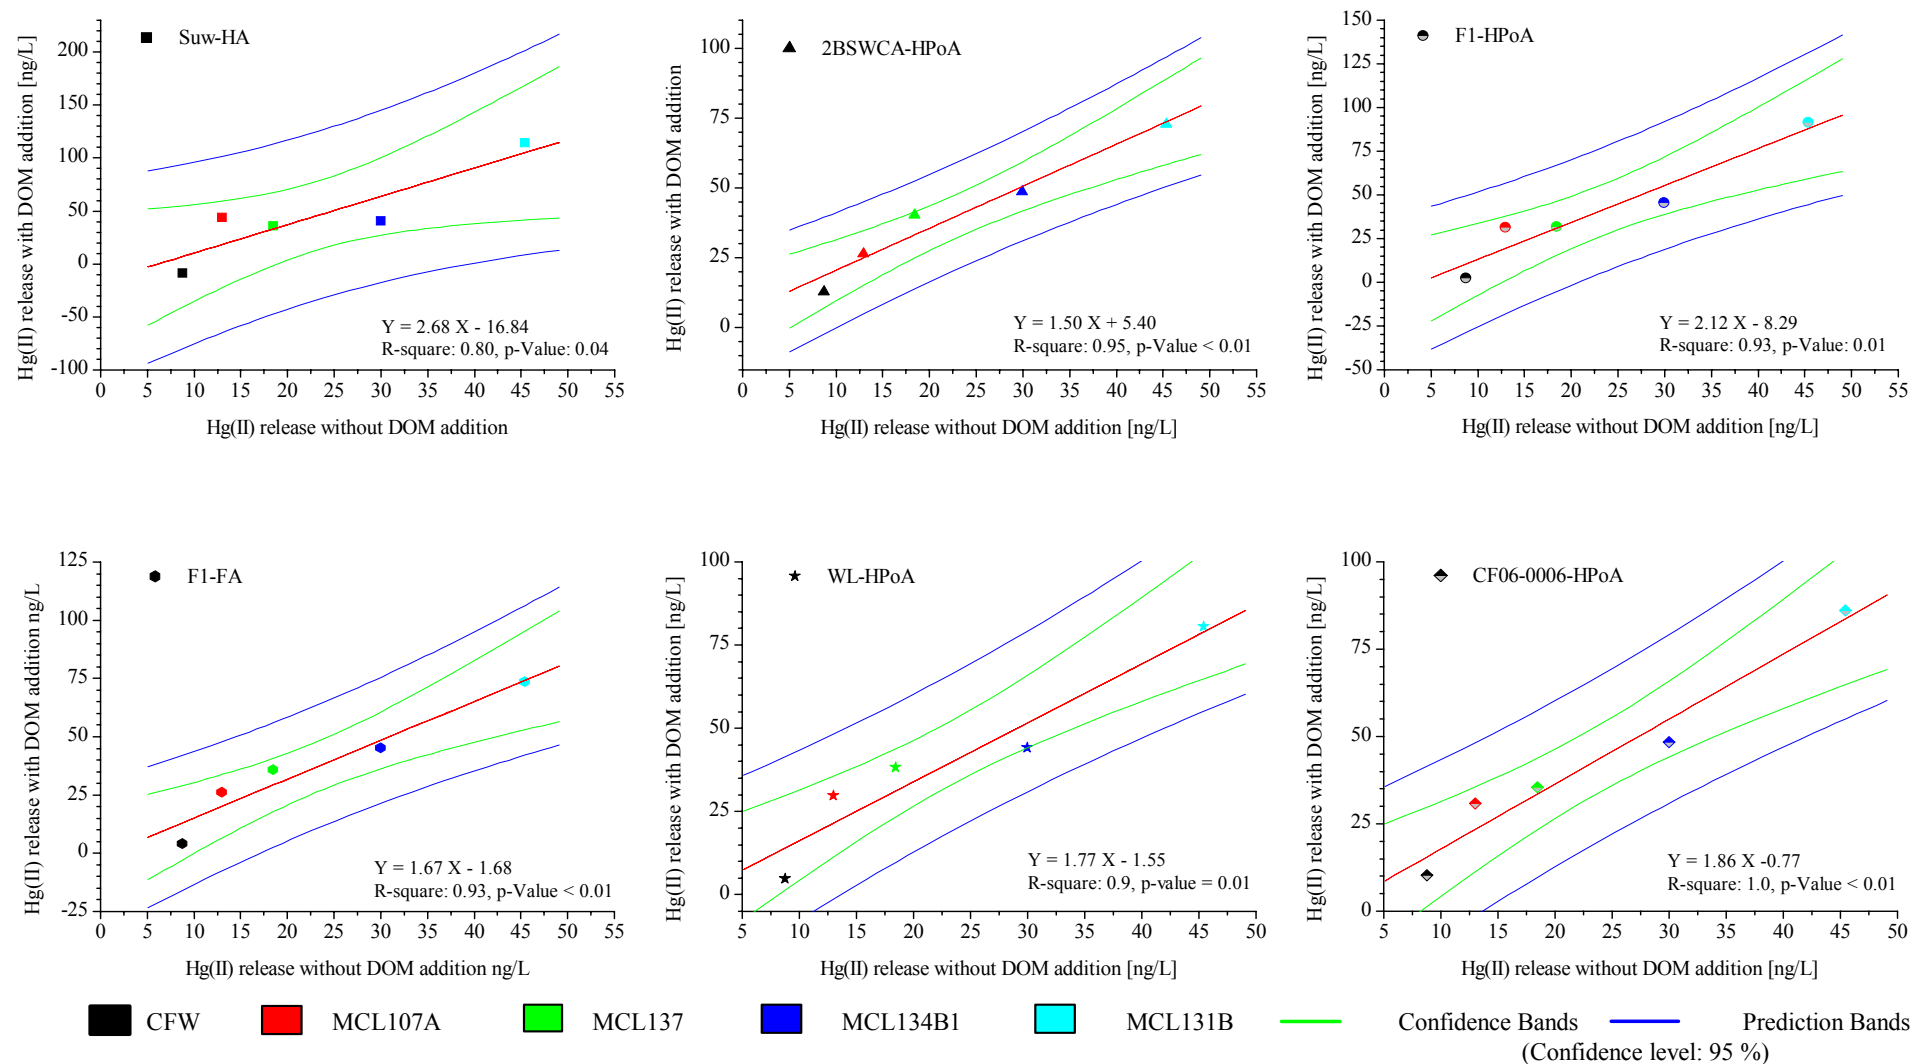 Suw-HA
Hg(II) release with DOM addition [ng/L]
200
150
100
50
0
-50
-100
0 5 10 15 20 25 30 35 40 45 50 55
Y = 2.68 X - 16.84
R-square: 0.80, p-Value: 0.04
Hg(II) release without DOM addition
2BSWCA-HPoA
Hg(II) release with DOM addition
100
75
50
25
0
0 5 10 15 20 25 30 35 40 45 50 55
Y = 1.50 X + 5.40
R-square: 0.95, p-Value < 0.01
Hg(II) release without DOM addition [ng/L]
F1-HPoA
Hg(II) release with DOM addition [ng/L]
150
125
100
75
50
25
0
-25
-50
0 5 10 15 20 25 30 35 40 45 50 55
Y = 2.12 X - 8.29
R-square: 0.93, p-Value: 0.01
Hg(II) release without DOM addition [ng/L]
F1-FA
Hg(II) release with DOM addition ng/L
125
100
75
50
25
0
-25
0 5 10 15 20 25 30 35 40 45 50 55
Y = 1.67 X - 1.68
R-square: 0.93, p-Value < 0.01
Hg(II) release without DOM addition ng/L
WL-HPoA
Hg(II) release with DOM addition [ng/L]
100
75
50
25
0
5 10 15 20 25 30 35 40 45 50
Y = 1.77 X - 1.55
R-square: 0.9, p-value = 0.01
Hg(II) release without DOM addition [ng/L]
CF06-0006-HPoA
Hg(II) release with DOM addition [ng/L]
100
75
50
25
0
5 10 15 20 25 30 35 40 45 50
Y = 1.86 X -0.77
R-square: 1.0, p-Value < 0.01
Hg(II) release without DOM addition [ng/L]
CFW MCL107A MCL137 MCL134B1 MCL131B Confidence Bands Prediction Bands
(Confidence level: 95 %)